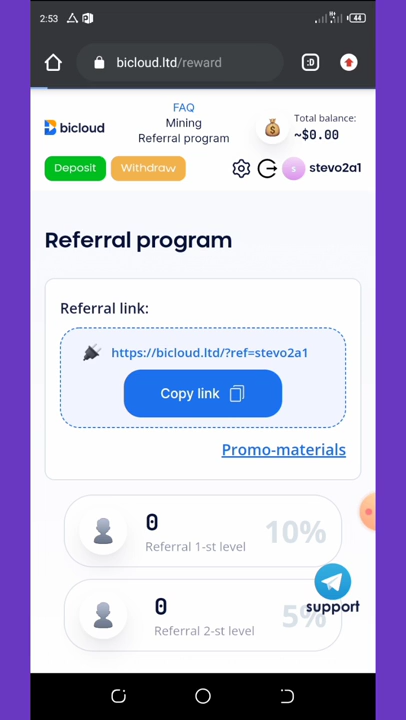 2:53
44
bicloud.ltd/reward
:D
FAQ
Mining
Referral program
bicloud
Total balance:
~$0.00
Deposit
Withdraw
s
stevo2a1
Referral program
Referral link:
https://bicloud.ltd/?ref=stevo2a1
Copy link
Promo-materials
0
Referral 1-st level
10%
0
Referral 2-st level
5%
support